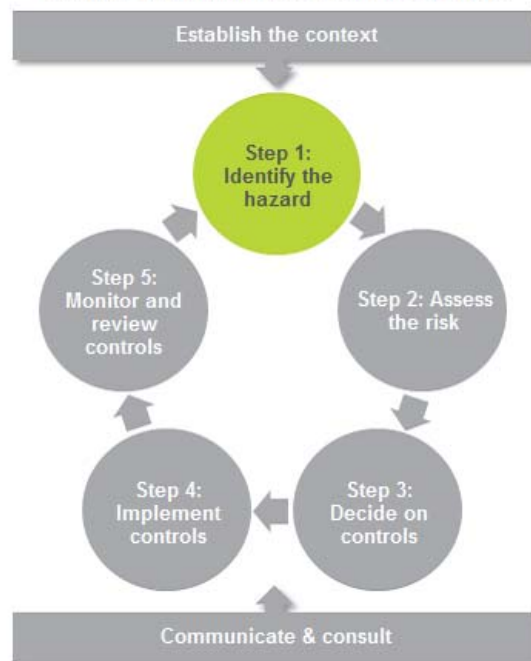 Establish the context
Step 1:
Identify the
hazard
Step 2: Assess
the risk
Step 3:
Decide on
controls
Step 4:
Implement
controls
Step 5:
Monitor and
review
controls
Communicate & consult